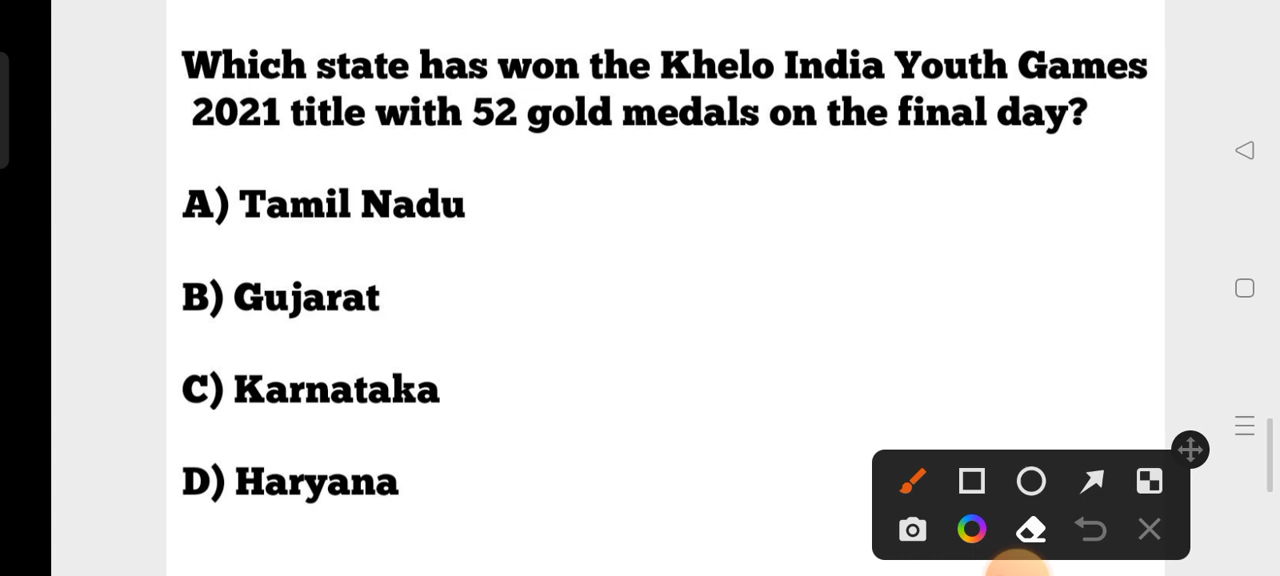 Which state has won the Khelo India Youth Games
2021 title with 52 gold medals on the final day?
A) Tamil Nadu
B) Gujarat
C) Karnataka
D) Haryana